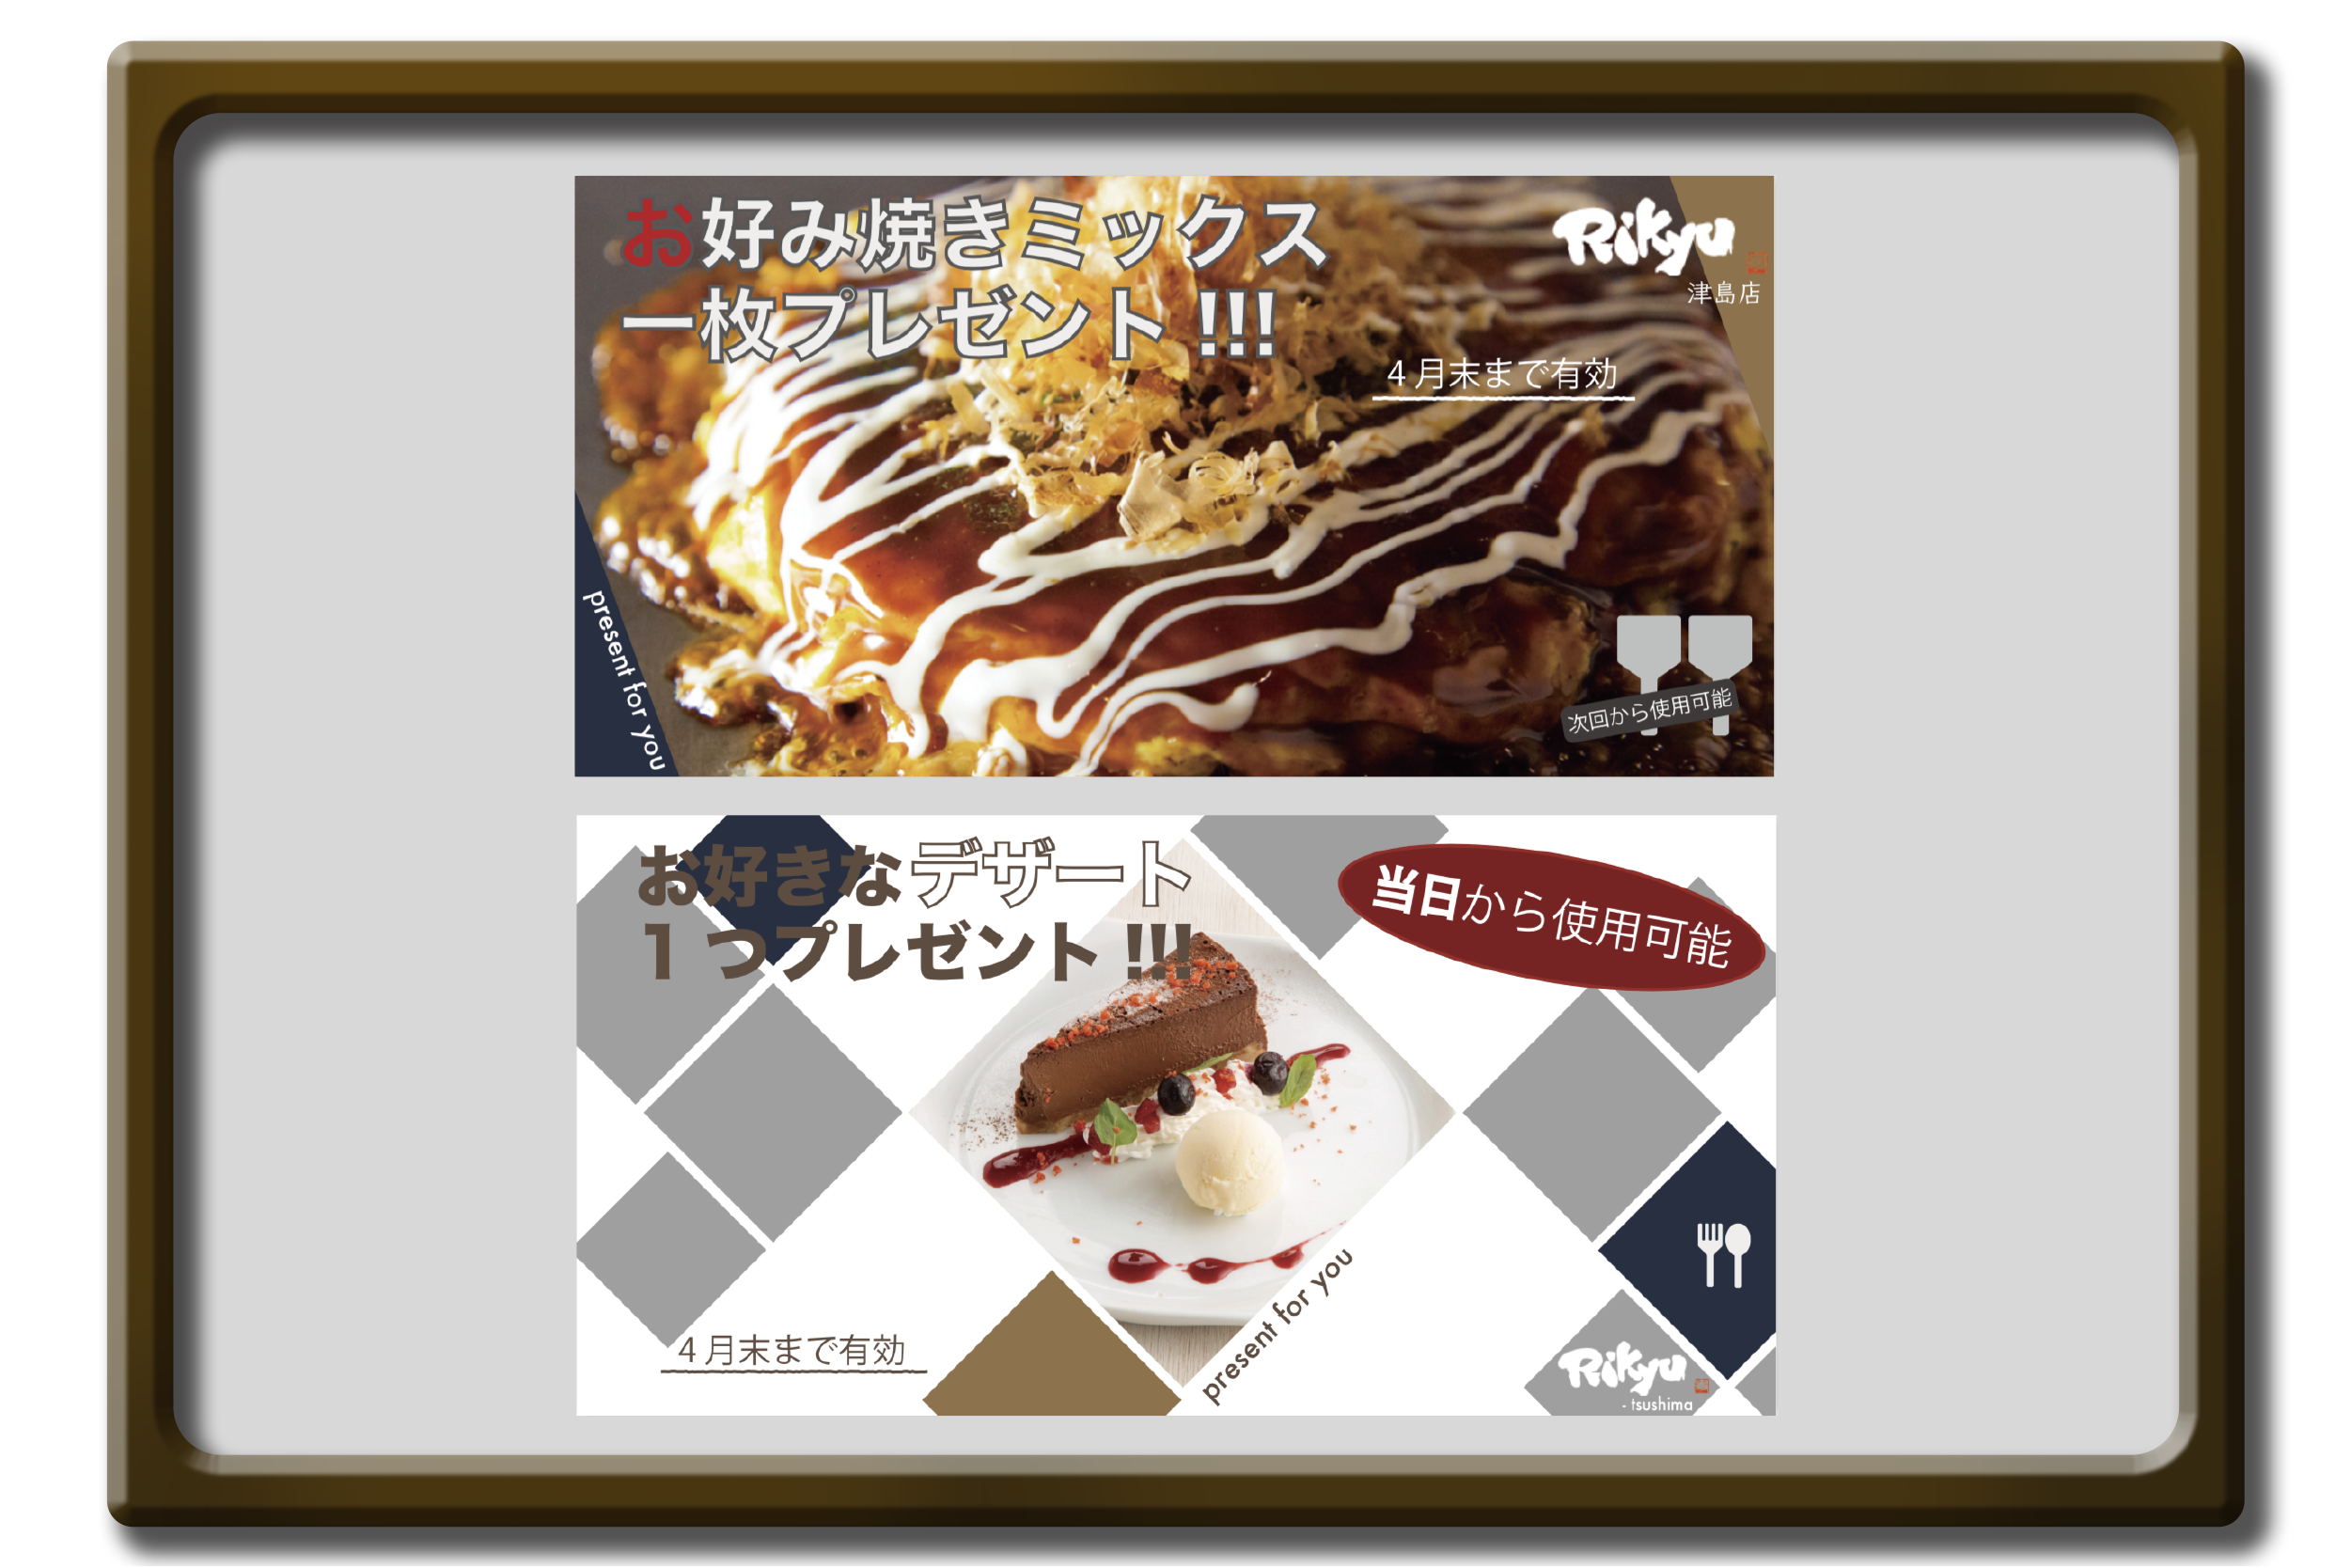 お好み焼きミックス
一枚プレゼント!!!
Rikyu
津島店
4月末まで有効
present for you
次回から使用可能
お好きなデザート
1つプレゼント!!!
当日から使用可能
4月末まで有効
present for you
Rikyu
- tsushima